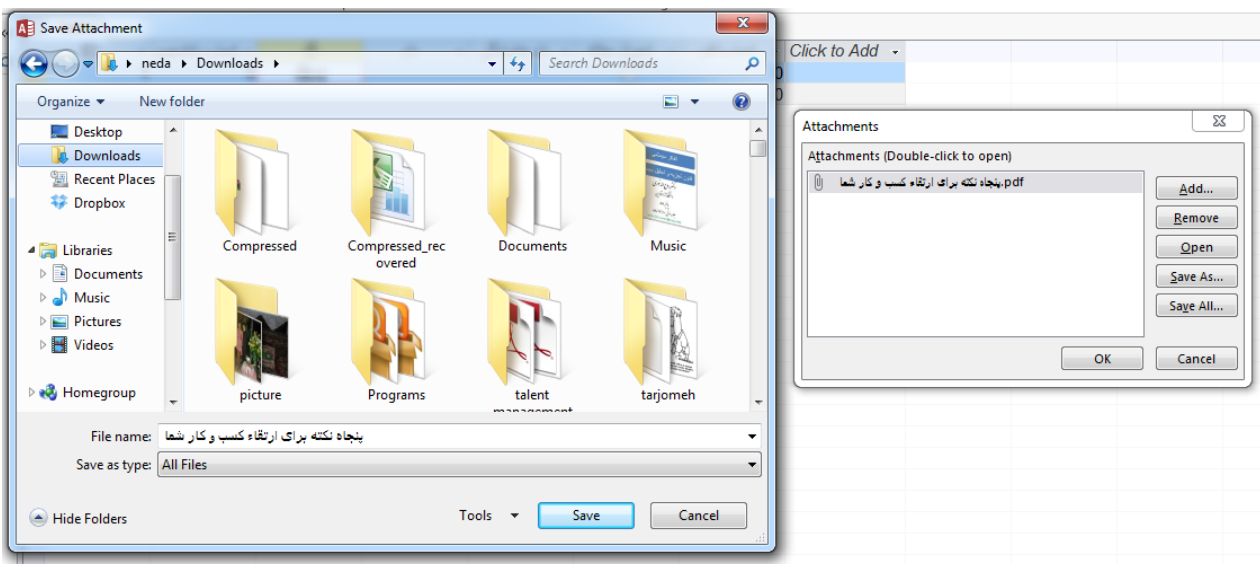 Save Attachment
neda Downloads
Search Downloads
Organize
New folder
Desktop
Downloads
Recent Places
Dropbox
Libraries
Documents
Music
Pictures
Videos
Homegroup
Compressed
Compressed_rec
overed
Documents
Music
picture
Programs
talent
management
tarjomeh
File name: پنجاه نکته برای ارتقاء کسب و کار شما
Save as type: All Files
Hide Folders
Tools
Save
Cancel
Click to Add
0
0
Attachments
Attachments (Double-click to open)
پنجاه نکته برای ارتقاء کسب و کار شما.pdf
Add...
Remove
Open
Save As...
Save All...
OK
Cancel